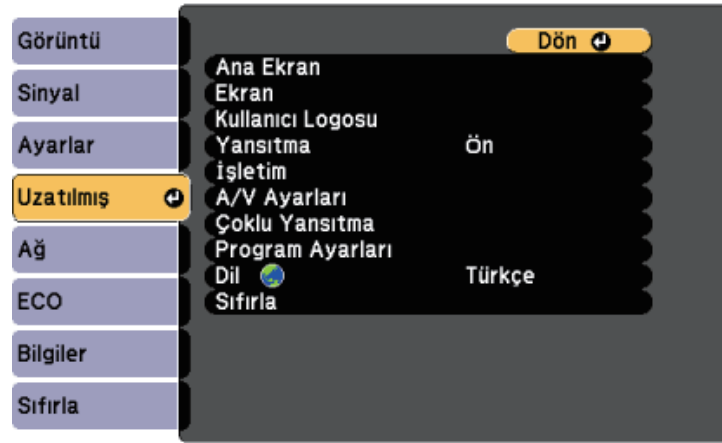 Görüntü
Sinyal
Ayarlar
Uzatılmış
Ağ
ECO
Bilgiler
Sıfırla
Dön
Ana Ekran
Ekran
Kullanıcı Logosu
Yansıtma Ön
İşletim
A/V Ayarları
Çoklu Yansıtma
Program Ayarları
Dil Türkçe
Sıfırla